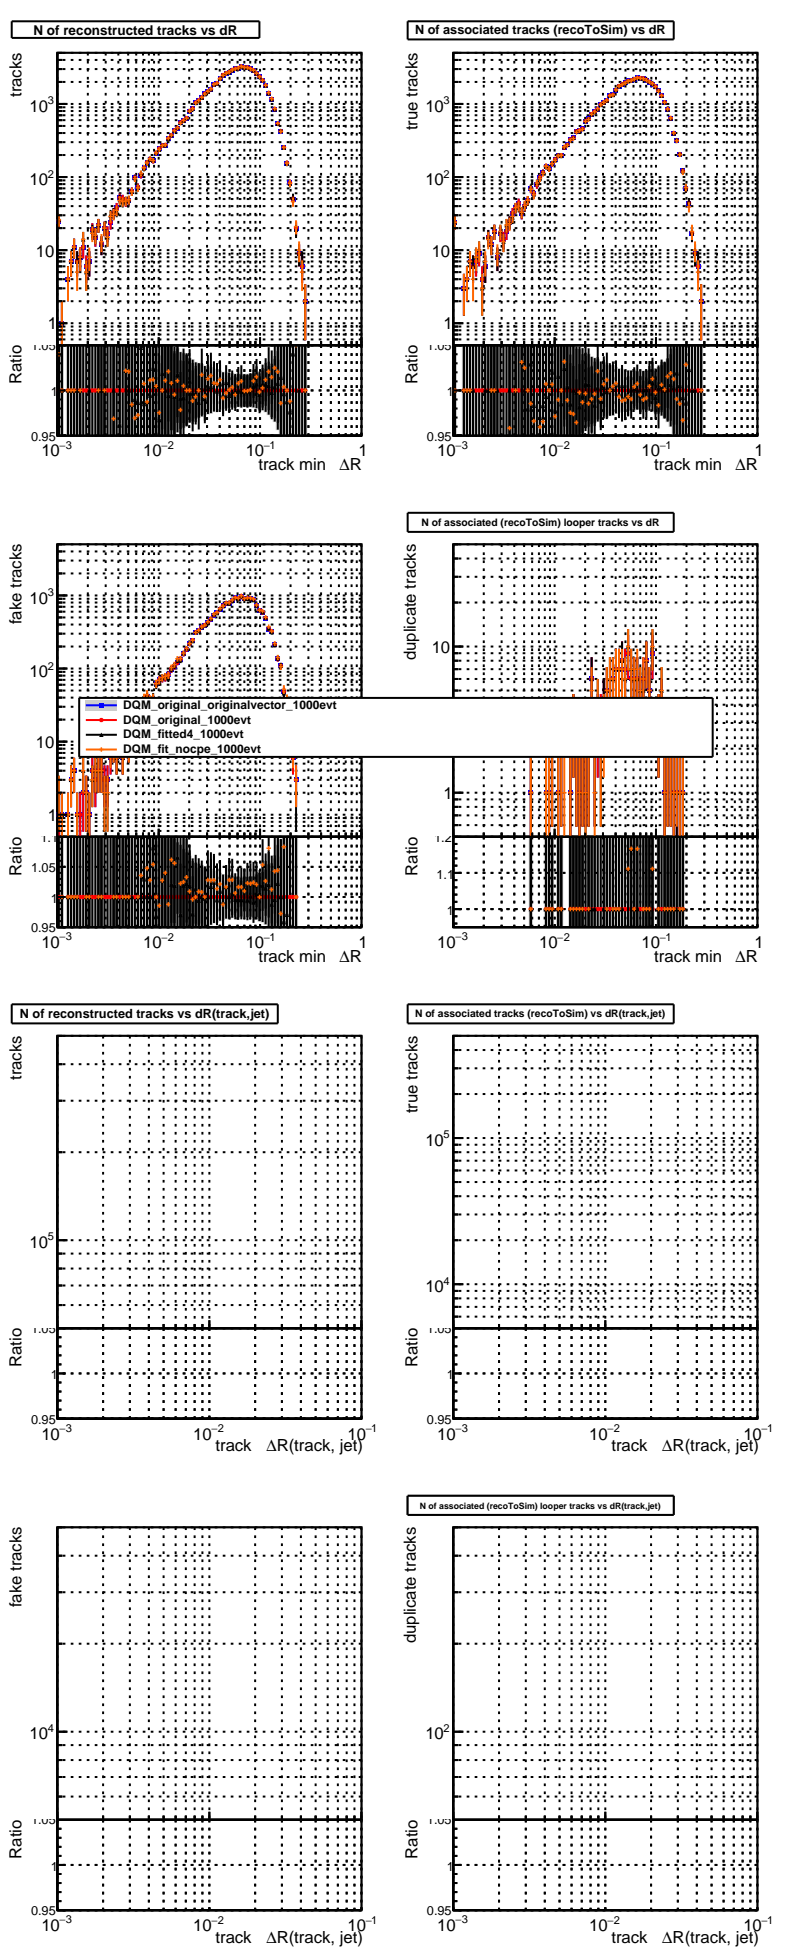 N of reconstructed tracks vs dR
tracks
10³
10²
10
1
Ratio
1.05
1
0.95
10⁻³
10⁻²
10⁻¹
1
track min ΔR
N of associated tracks (recoToSim) vs dR
true tracks
10³
10²
10
1
Ratio
1.05
1
0.95
10⁻³
10⁻²
10⁻¹
1
track min ΔR
fake tracks
10³
10²
10
1
Ratio
1.1
1.05
1
0.95
10⁻³
10⁻²
10⁻¹
1
track min ΔR
N of associated (recoToSim) looper tracks vs dR
duplicate tracks
10
1
Ratio
1.2
1.1
1
10⁻³
10⁻²
10⁻¹
1
track min ΔR
DQM_original_originalvector_1000evt
DQM_original_1000evt
DQM_fitted4_1000evt
DQM_fit_nocpe_1000evt
N of reconstructed tracks vs dR(track,jet)
tracks
10⁵
Ratio
1.05
1
0.95
10⁻³
10⁻²
10⁻¹
track ΔR(track, jet)
N of associated tracks (recoToSim) vs dR(track,jet)
true tracks
10⁵
10⁴
Ratio
1.05
1
0.95
10⁻³
10⁻²
10⁻¹
track ΔR(track, jet)
fake tracks
10⁴
Ratio
1.05
1
0.95
10⁻³
10⁻²
10⁻¹
track ΔR(track, jet)
N of associated (recoToSim) looper tracks vs dR(track,jet)
duplicate tracks
10²
Ratio
1.05
1
0.95
10⁻³
10⁻²
10⁻¹
track ΔR(track, jet)